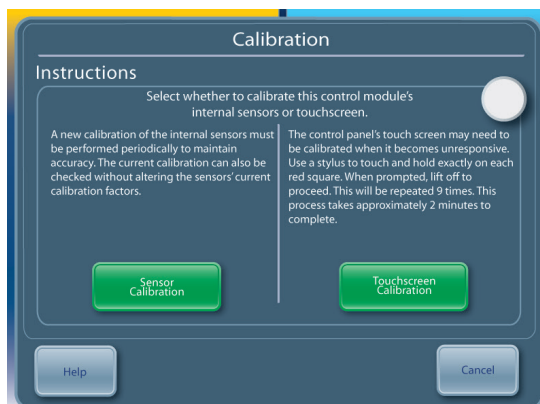 Calibration
Instructions
Select whether to calibrate this control module's
internal sensors or touchscreen.
A new calibration of the internal sensors must
be performed periodically to maintain
accuracy. The current calibration can also be
checked without altering the sensors' current
calibration factors.
The control panel's touch screen may need to
be calibrated when it becomes unresponsive.
Use a stylus to touch and hold exactly on each
red square. When prompted, lift off to
proceed. This will be repeated 9 times. This
process takes approximately 2 minutes to
complete.
Sensor
Calibration
Touchscreen
Calibration
Help
Cancel